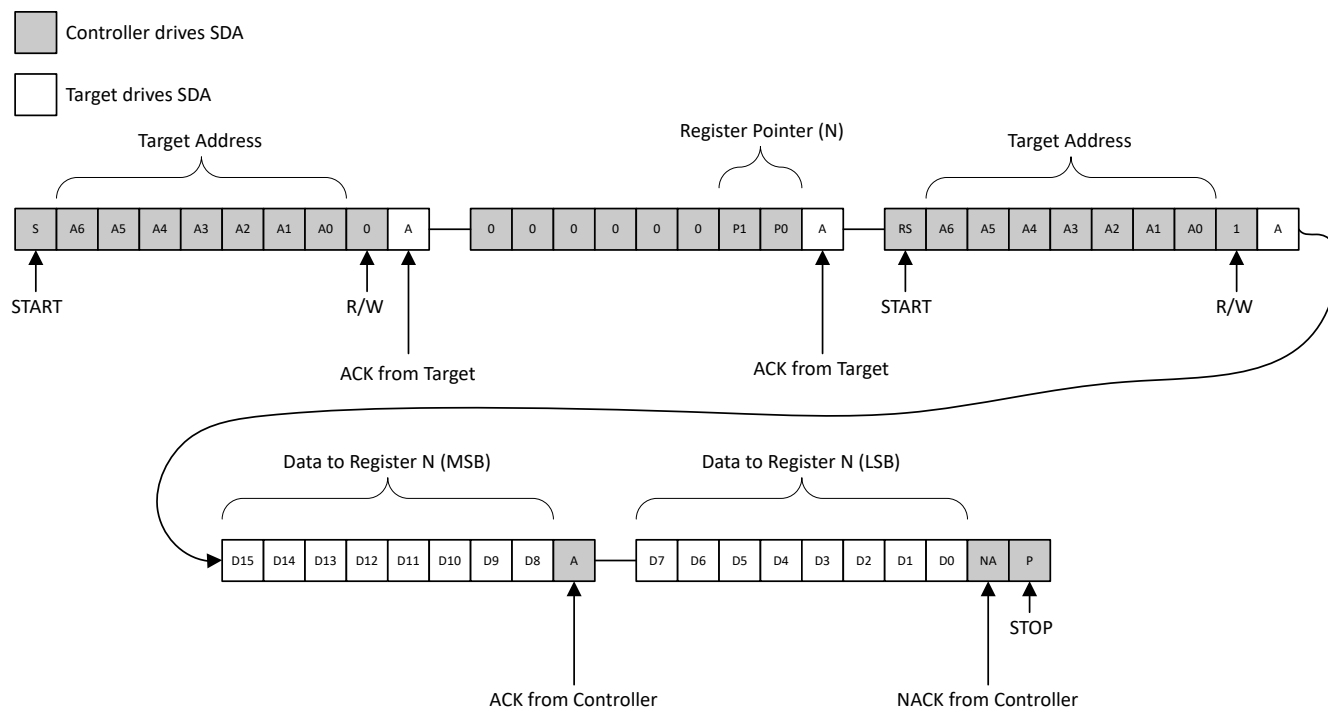 Controller drives SDA
Target drives SDA
Target Address
Register Pointer (N)
Target Address
S A6 A5 A4 A3 A2 A1 A0 0 A 0 0 0 0 0 0 P1 P0 A RS A6 A5 A4 A3 A2 A1 A0 1 A
START R/W START R/W
ACK from Target ACK from Target
Data to Register N (MSB) Data to Register N (LSB)
D15 D14 D13 D12 D11 D10 D9 D8 A D7 D6 D5 D4 D3 D2 D1 D0 NA P
STOP
ACK from Controller NACK from Controller